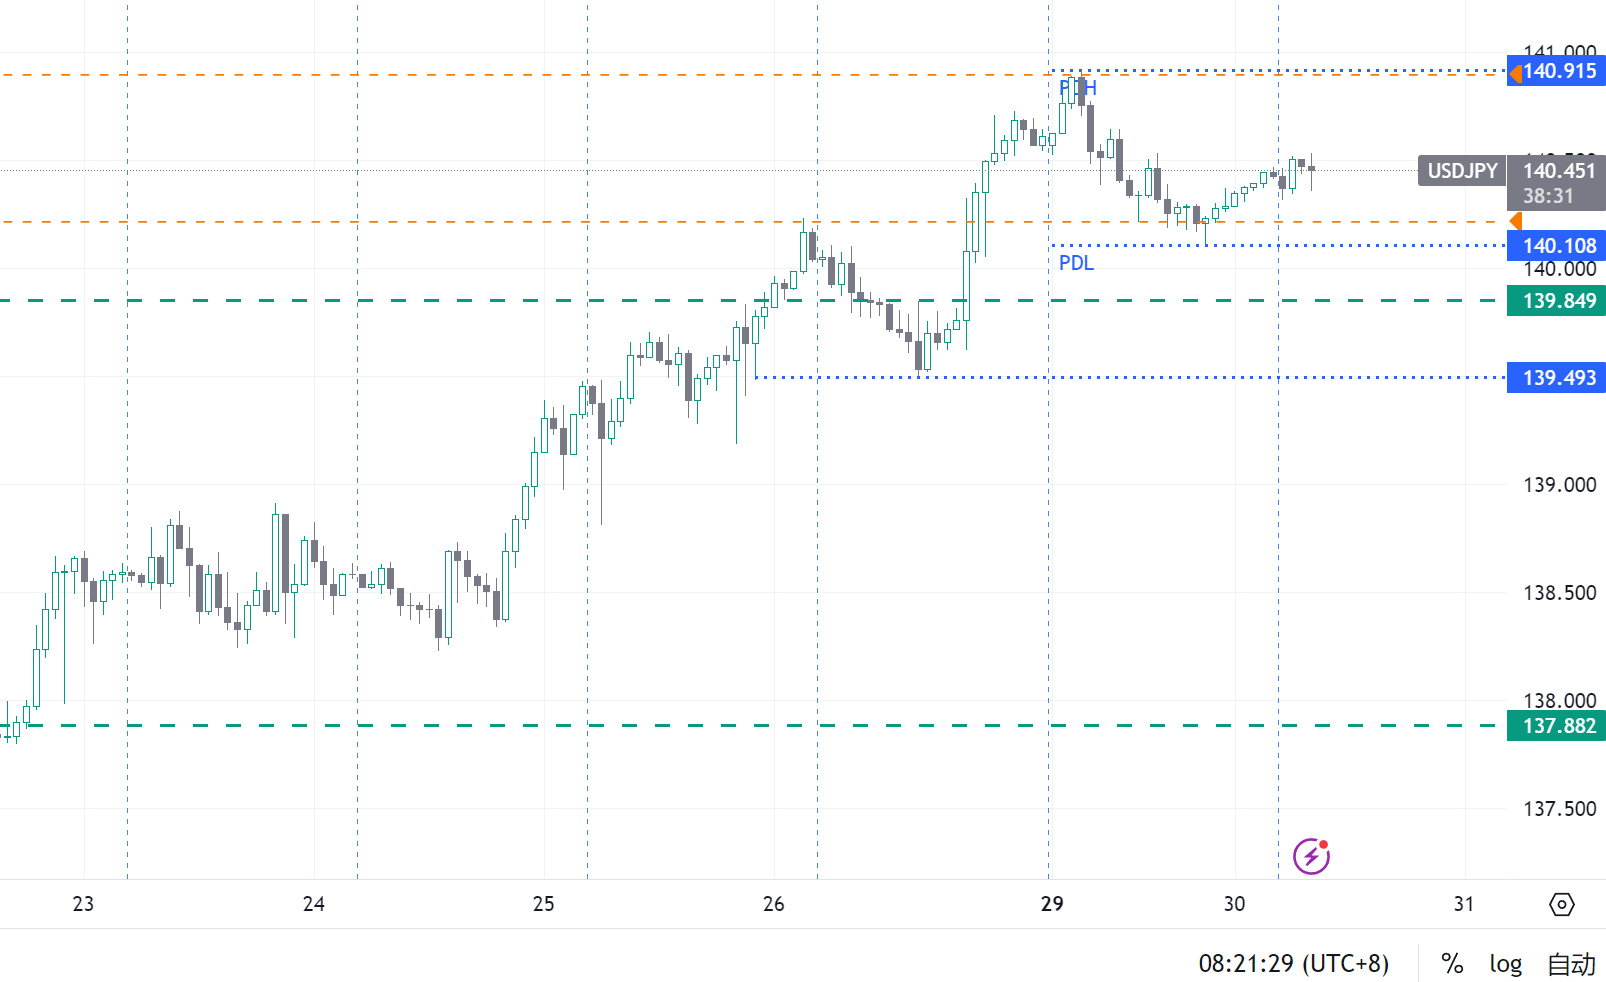 141.000
140.915
PDH
USDJPY 140.451
38:31
140.108
PDL
140.000
139.849
139.493
139.000
138.500
138.000
137.882
137.500
23 24 25 26 29 30 31
08:21:29 (UTC+8) % log 自动